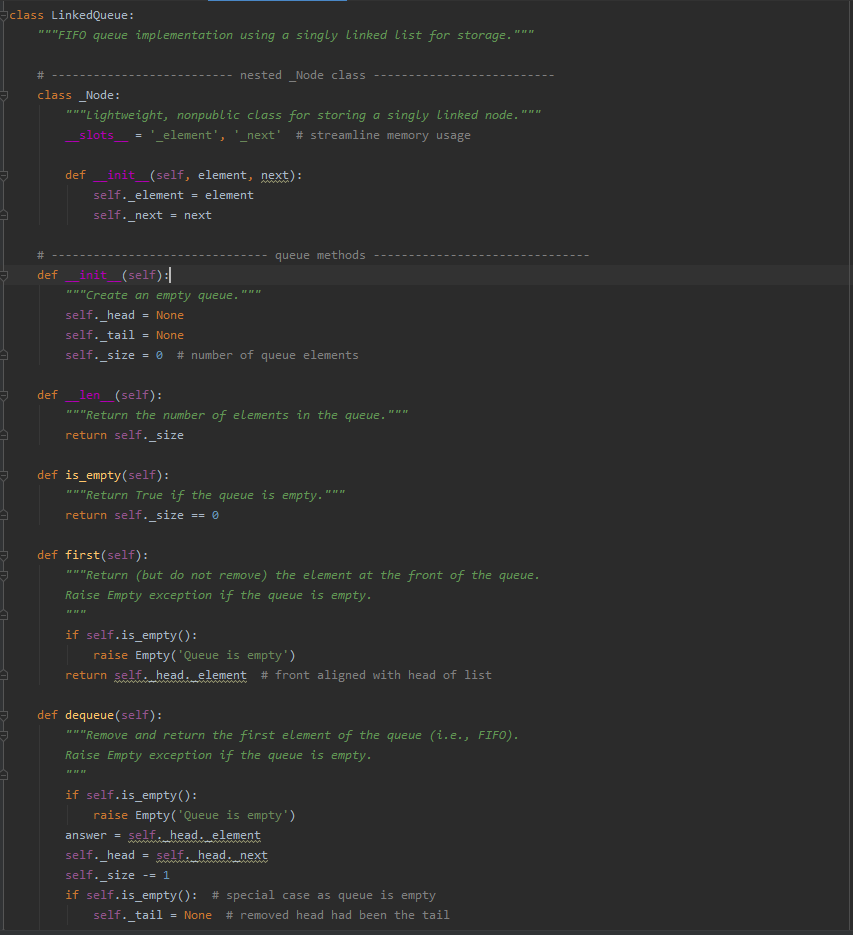 class LinkedQueue:
    """FIFO queue implementation using a singly linked list for storage."""
    # -------------------------- nested _Node class --------------------------
    class _Node:
        """Lightweight, nonpublic class for storing a singly linked node."""
        __slots__ = '_element', '_next'  # streamline memory usage
        def __init__(self, element, next):
            self._element = element
            self._next = next
    # ------------------------------- queue methods -------------------------------
    def __init__(self):
        """Create an empty queue."""
        self._head = None
        self._tail = None
        self._size = 0  # number of queue elements
    def __len__(self):
        """Return the number of elements in the queue."""
        return self._size
    def is_empty(self):
        """Return True if the queue is empty."""
        return self._size == 0
    def first(self):
        """Return (but do not remove) the element at the front of the queue.
        Raise Empty exception if the queue is empty.
        """
        if self.is_empty():
            raise Empty('Queue is empty')
        return self._head._element  # front aligned with head of list
    def dequeue(self):
        """Remove and return the first element of the queue (i.e., FIFO).
        Raise Empty exception if the queue is empty.
        """
        if self.is_empty():
            raise Empty('Queue is empty')
        answer = self._head._element
        self._head = self._head._next
        self._size -= 1
        if self.is_empty():  # special case as queue is empty
            self._tail = None  # removed head had been the tail